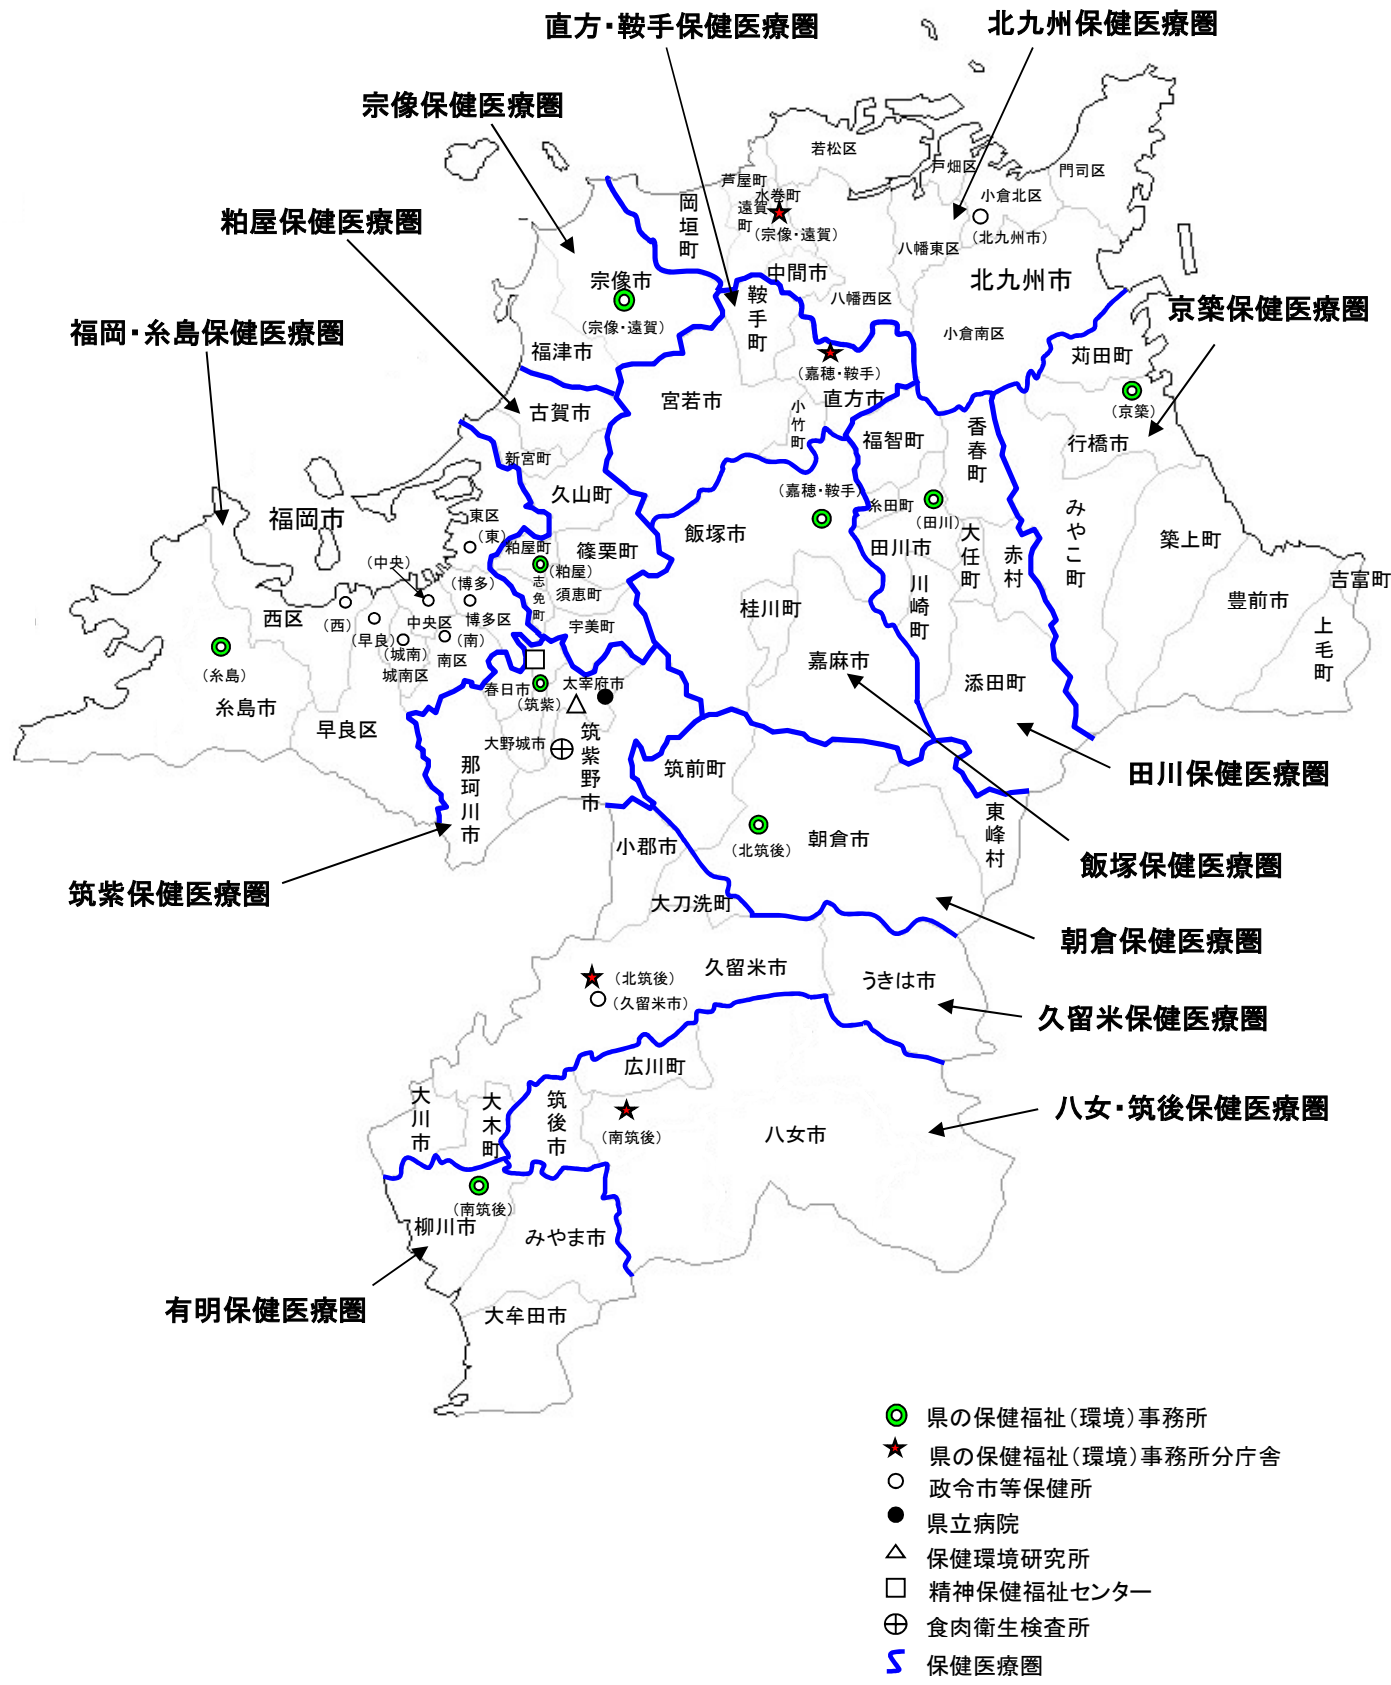 直方・鞍手保健医療圏
北九州保健医療圏
宗像保健医療圏
粕屋保健医療圏
福岡・糸島保健医療圏
京築保健医療圏
若松区
戸畑区
門司区
芦屋町
水巻町
遠賀町
岡垣町
小倉北区
(宗像・遠賀)
(北九州市)
八幡東区
中間市
北九州市
宗像市
鞍手町
八幡西区
(宗像・遠賀)
小倉南区
福津市
苅田町
(嘉穂・鞍手)
直方市
宮若市
小竹町
古賀市
(京築)
行橋市
香春町
福智町
新宮町
久山町
(嘉穂・鞍手)
糸田町
(田川)
みやこ町
福岡市
東区
(東)
飯塚市
田川市
大任町
赤村
築上町
粕屋町
篠栗町
(粕屋)
(中央)
(博多)
志免町
須恵町
川崎町
吉富町
豊前市
桂川町
西区
(西)
中央区
博多区
宇美町
(早良)
(城南)
(南)
南区
城南区
上毛町
嘉麻市
(糸島)
糸島市
春日市
(筑紫)
太宰府市
添田町
早良区
大野城市
筑紫野市
那珂川市
筑前町
田川保健医療圏
東峰村
小郡市
(北筑後)
朝倉市
飯塚保健医療圏
筑紫保健医療圏
大刀洗町
朝倉保健医療圏
久留米市
(北筑後)
うきは市
(久留米市)
久留米保健医療圏
広川町
大川市
大木町
筑後市
八女・筑後保健医療圏
(南筑後)
八女市
(南筑後)
柳川市
みやま市
有明保健医療圏
大牟田市
県の保健福祉(環境)事務所
県の保健福祉(環境)事務所分庁舎
政令市等保健所
県立病院
保健環境研究所
精神保健福祉センター
食肉衛生検査所
保健医療圏